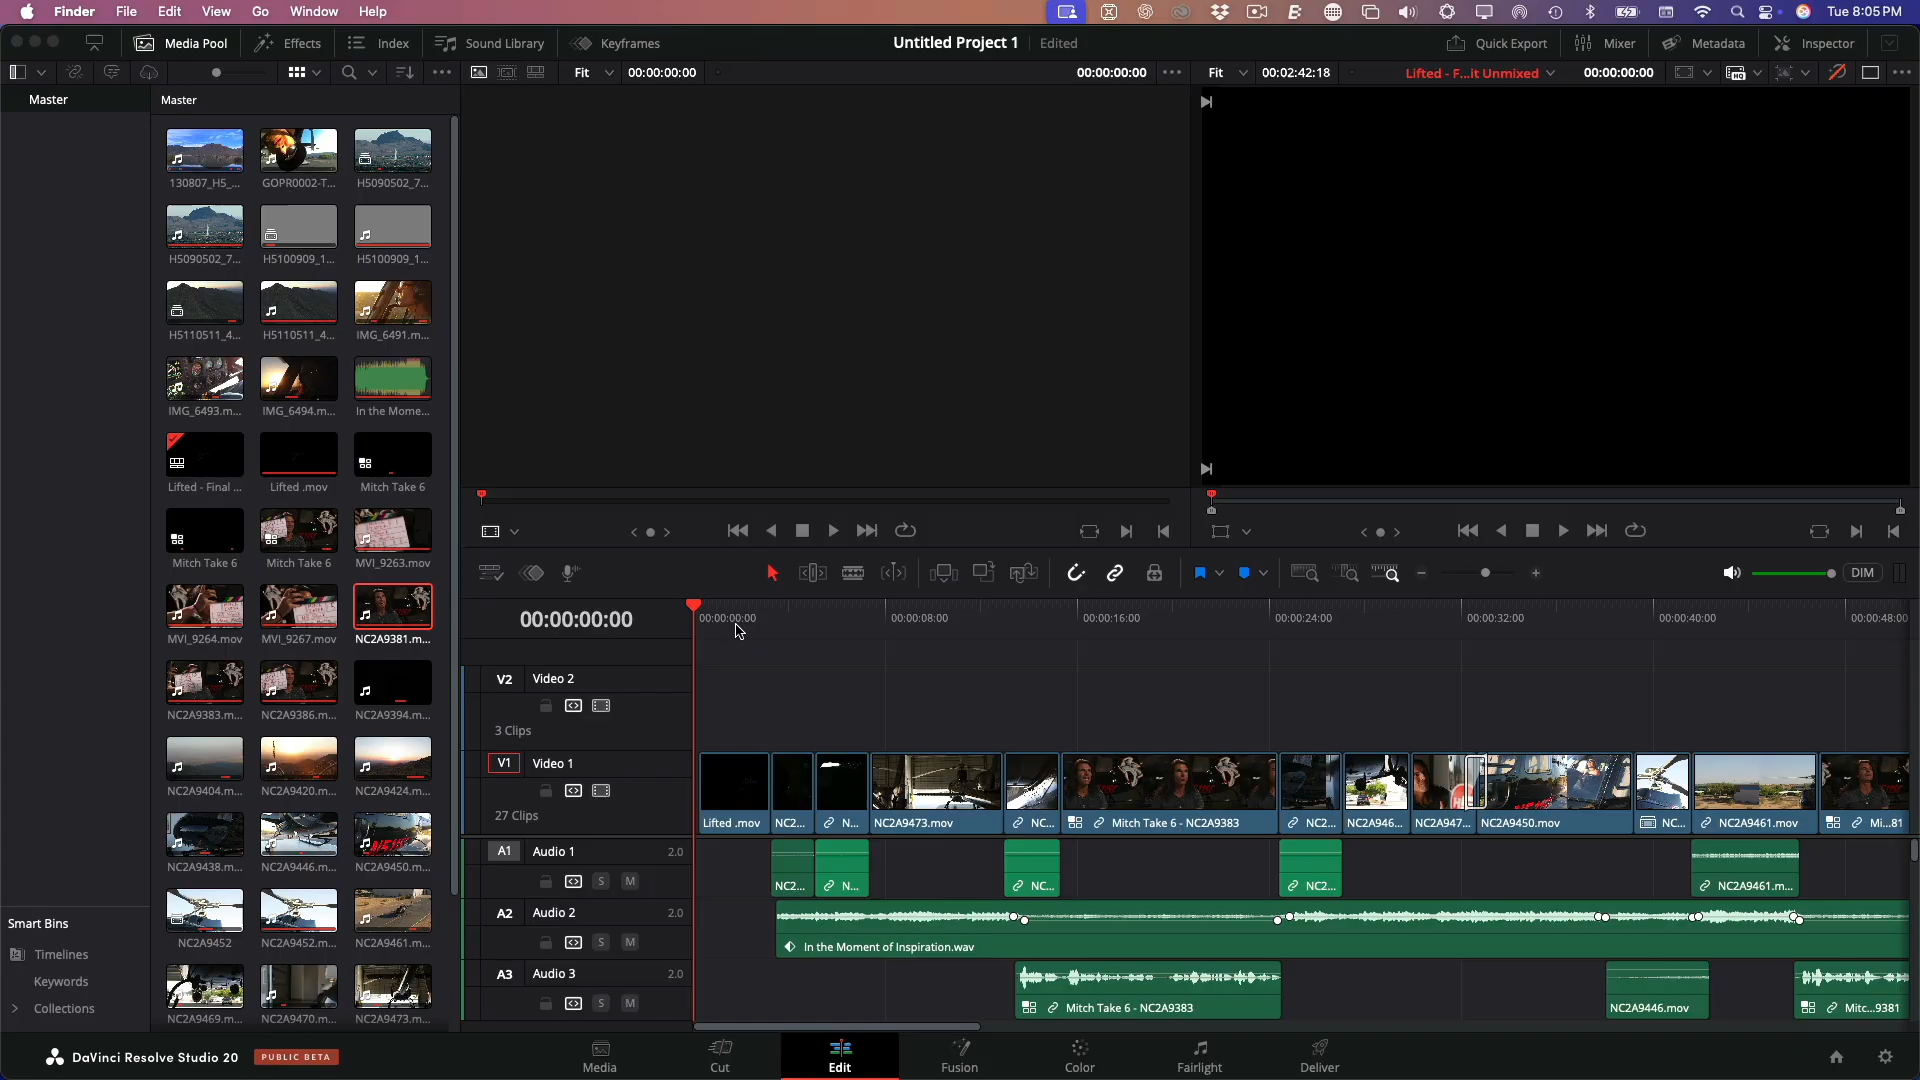 Finder File Edit View Go Window Help
Tue 8:05 PM
Media Pool Effects Index Sound Library Keyframes
Untitled Project 1 Edited
Quick Export Mixer Metadata Inspector
Fit 00:00:00:00 00:00:00:00
Fit 00:02:42:18 Lifted - F...it Unmixed 00:00:00:00
Master Master
130807_H5_... GOPR0002-T... H5090502_7...
H5090502_7... H5100909_1... H5100909_1...
H5110511_4... H5110511_4... IMG_6491.m...
IMG_6493.m... IMG_6494.m... In the Mome...
Lifted - Final ... Lifted .mov Mitch Take 6
Mitch Take 6 Mitch Take 6 MVI_9263.mov
MVI_9264.mov MVI_9267.mov NC2A9381.m...
NC2A9383.m... NC2A9386.m... NC2A9394.m...
NC2A9404.m... NC2A9420.m... NC2A9424.m...
NC2A9438.m... NC2A9446.m... NC2A9450.m...
NC2A9452 NC2A9452.m... NC2A9461.m...
NC2A9469.m... NC2A9470.m... NC2A9473.m...
Smart Bins
Timelines
Keywords
Collections
DIM
00:00:00:00
00:00:00:00 00:00:08:00 00:00:16:00 00:00:24:00 00:00:32:00 00:00:40:00 00:00:48:00
V2 Video 2
3 Clips
V1 Video 1
27 Clips
Lifted .mov NC2... N... NC2A9473.mov NC... Mitch Take 6 - NC2A9383 NC2... NC2A946... NC2A947... NC2A9450.mov NC... NC2A9461.mov Mi...81
A1 Audio 1 2.0
S M
NC2... N... NC... NC2... NC2A9461.m...
A2 Audio 2 2.0
S M
In the Moment of Inspiration.wav
A3 Audio 3 2.0
S M
Mitch Take 6 - NC2A9383 NC2A9446.mov Mitc...9381
DaVinci Resolve Studio 20 PUBLIC BETA
Media Cut Edit Fusion Color Fairlight Deliver